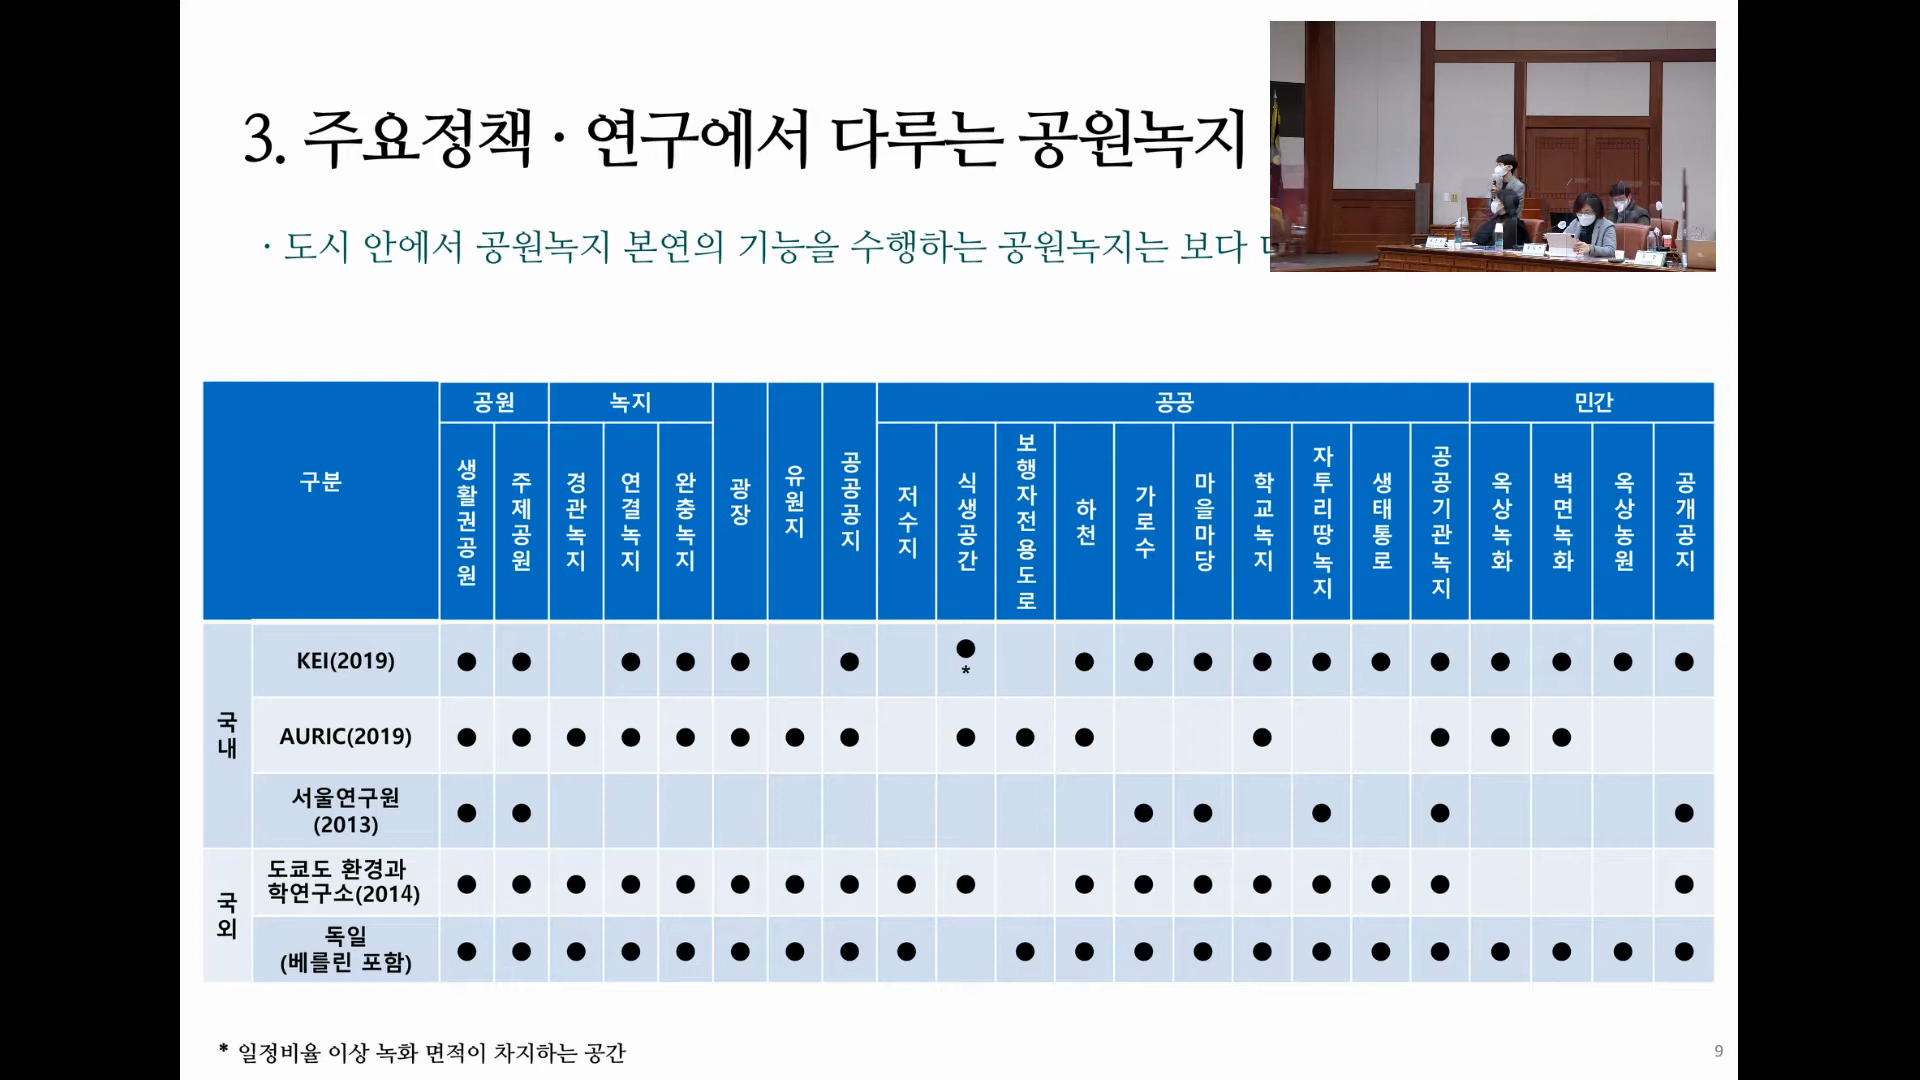 3. 주요정책 · 연구에서 다루는 공원녹지
· 도시 안에서 공원녹지 본연의 기능을 수행하는 공원녹지는 보다
구분
공원
녹지
공공
민간
생활권공원
주제공원
경관녹지
연결녹지
완충녹지
광장
유원지
공공공지
저수지
식생공간
보행자전용도로
하천
가로수
마을마당
학교녹지
자투리땅녹지
생태통로
공공기관녹지
옥상녹화
벽면녹화
옥상농원
공개공지
국내
KEI(2019)
● ● ● ● ● ● ● ● ● ● ● ● ● ● ● ● ● ● ●
*
AURIC(2019)
● ● ● ● ● ● ● ● ● ● ● ● ● ● ●
서울연구원
(2013)
● ● ● ● ● ● ●
국외
도쿄도 환경과
학연구소(2014)
● ● ● ● ● ● ● ● ● ● ● ● ● ● ● ● ● ●
독일
(베를린 포함)
● ● ● ● ● ● ● ● ● ● ● ● ● ● ● ● ● ● ● ● ●
* 일정비율 이상 녹화 면적이 차지하는 공간
9